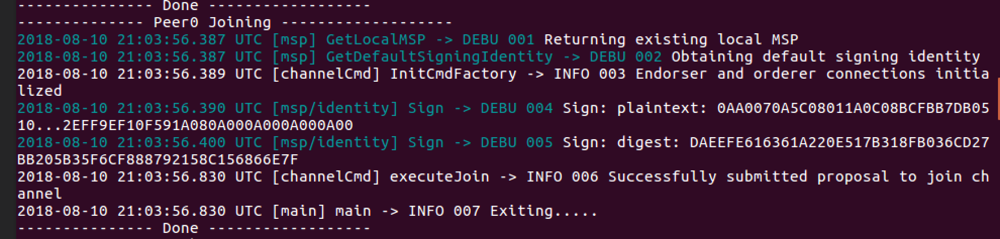 --------------- Done ------------------
-------------- Peer0 Joining -------------------
2018-08-10 21:03:56.387 UTC [msp] GetLocalMSP -> DEBU 001 Returning existing local MSP
2018-08-10 21:03:56.387 UTC [msp] GetDefaultSigningIdentity -> DEBU 002 Obtaining default signing identity
2018-08-10 21:03:56.389 UTC [channelCmd] InitCmdFactory -> INFO 003 Endorser and orderer connections initia
lized
2018-08-10 21:03:56.390 UTC [msp/identity] Sign -> DEBU 004 Sign: plaintext: 0AA0070A5C08011A0C08BCFBB7DB05
10...2EFF9EF10F591A080A000A000A000A00
2018-08-10 21:03:56.400 UTC [msp/identity] Sign -> DEBU 005 Sign: digest: DAEEFE616361A220E517B318FB036CD27
BB205B35F6CF888792158C156866E7F
2018-08-10 21:03:56.830 UTC [channelCmd] executeJoin -> INFO 006 Successfully submitted proposal to join ch
annel
2018-08-10 21:03:56.830 UTC [main] main -> INFO 007 Exiting.....
--------------- Done ------------------